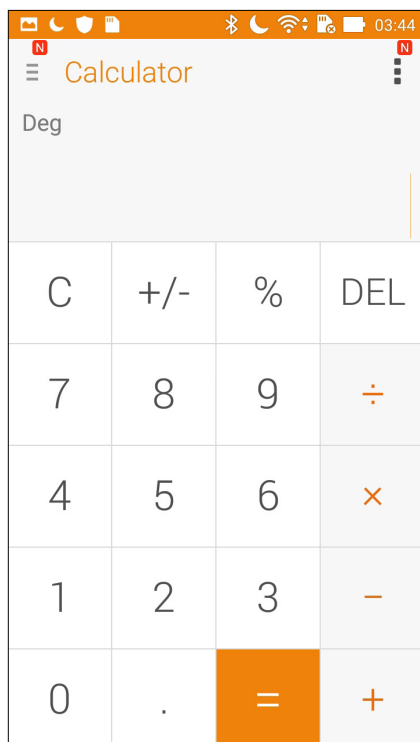 03:44
N N
Calculator
Deg
C +/- % DEL
7 8 9 ÷
4 5 6 ×
1 2 3 −
0 . = +